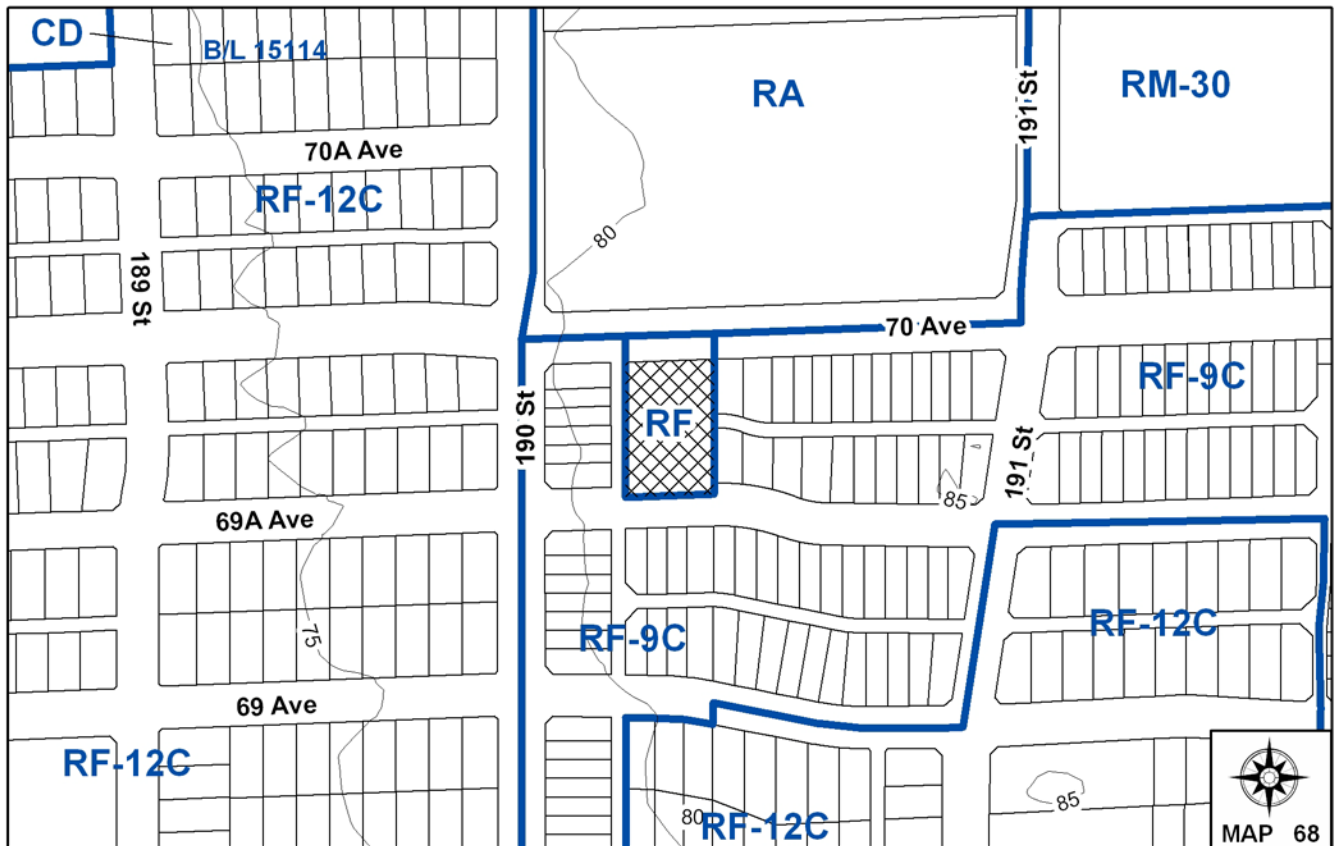 CD
B/L 15114
RA
191 St
RM-30
70A Ave
RF-12C
80
189 St
70 Ave
RF-9C
190 St
RF
191 St
85
69A Ave
75
RF-9C
RF-12C
69 Ave
RF-12C
85
80
RF-12C
MAP 68